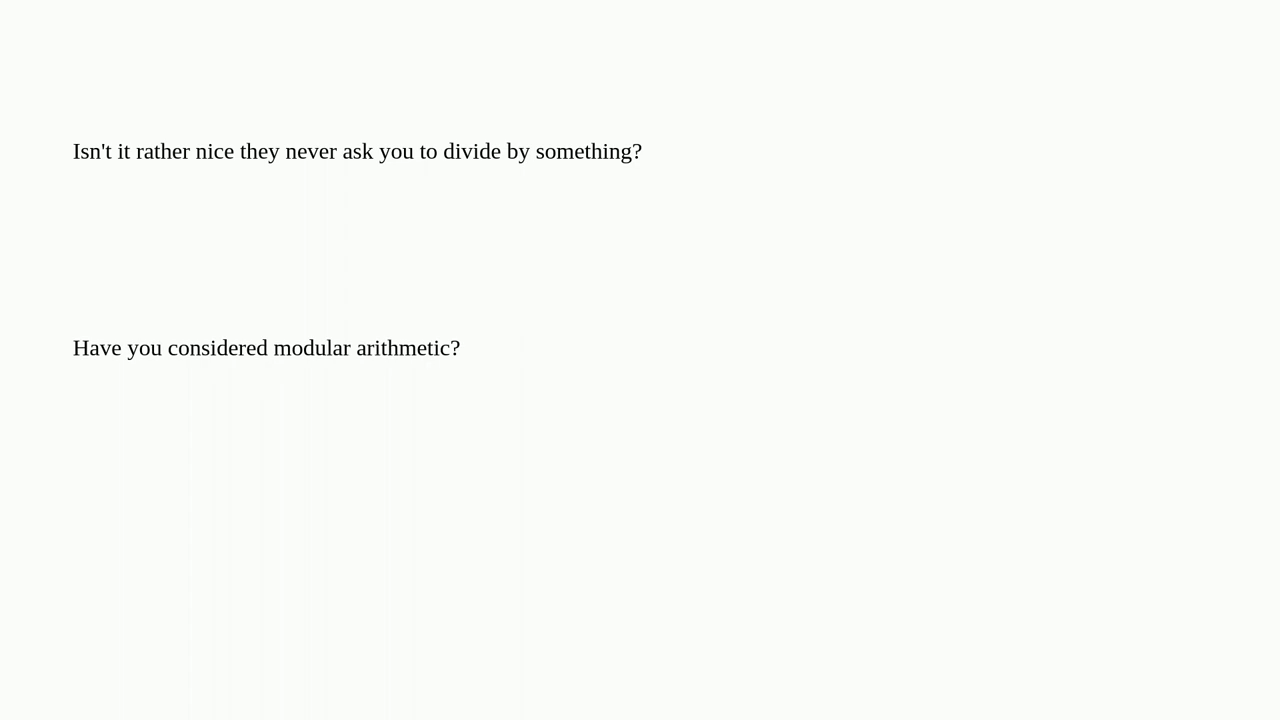 Isn't it rather nice they never ask you to divide by something?
Have you considered modular arithmetic?